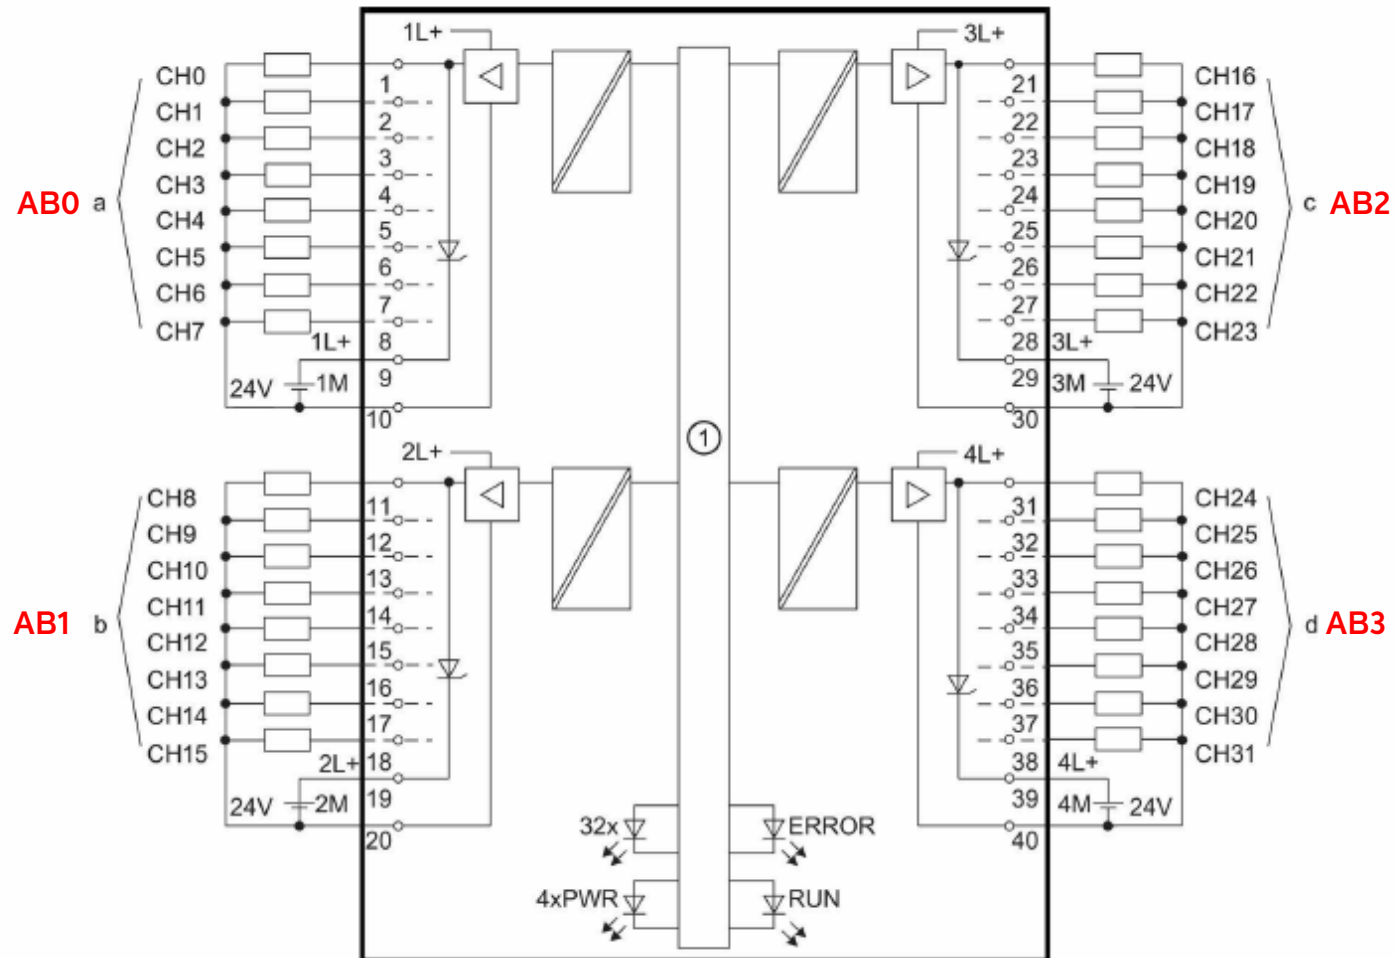 1L+
3L+
CH0
1
21
CH16
CH1
2
22
CH17
CH2
3
23
CH18
CH3
4
24
CH19
AB0 a
c AB2
CH4
5
25
CH20
CH5
6
26
CH21
CH6
7
27
CH22
CH7
1L+
8
28
3L+
CH23
24V
1M
9
29
3M
24V
10
30
1
2L+
4L+
CH8
11
31
CH24
CH9
12
32
CH25
CH10
13
33
CH26
CH11
14
34
CH27
AB1 b
d AB3
CH12
15
35
CH28
CH13
16
36
CH29
CH14
17
37
CH30
CH15
2L+
18
38
4L+
CH31
24V
2M
19
39
4M
24V
20
32x
ERROR
40
4xPWR
RUN